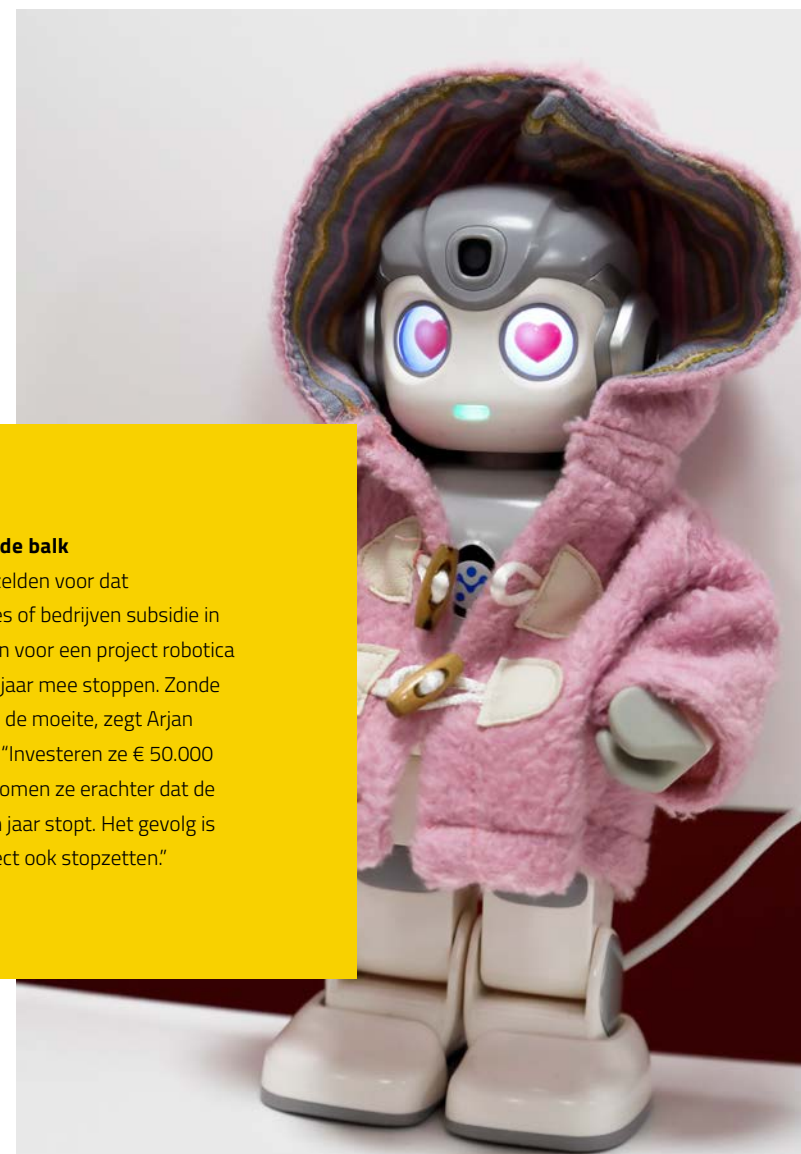 de balk
zelden voor dat
es of bedrijven subsidie in
n voor een project robotica
jaar mee stoppen. Zonde
de moeite, zegt Arjan
“Investeren ze € 50.000
omen ze erachter dat de
n jaar stopt. Het gevolg is
ect ook stopzetten.”